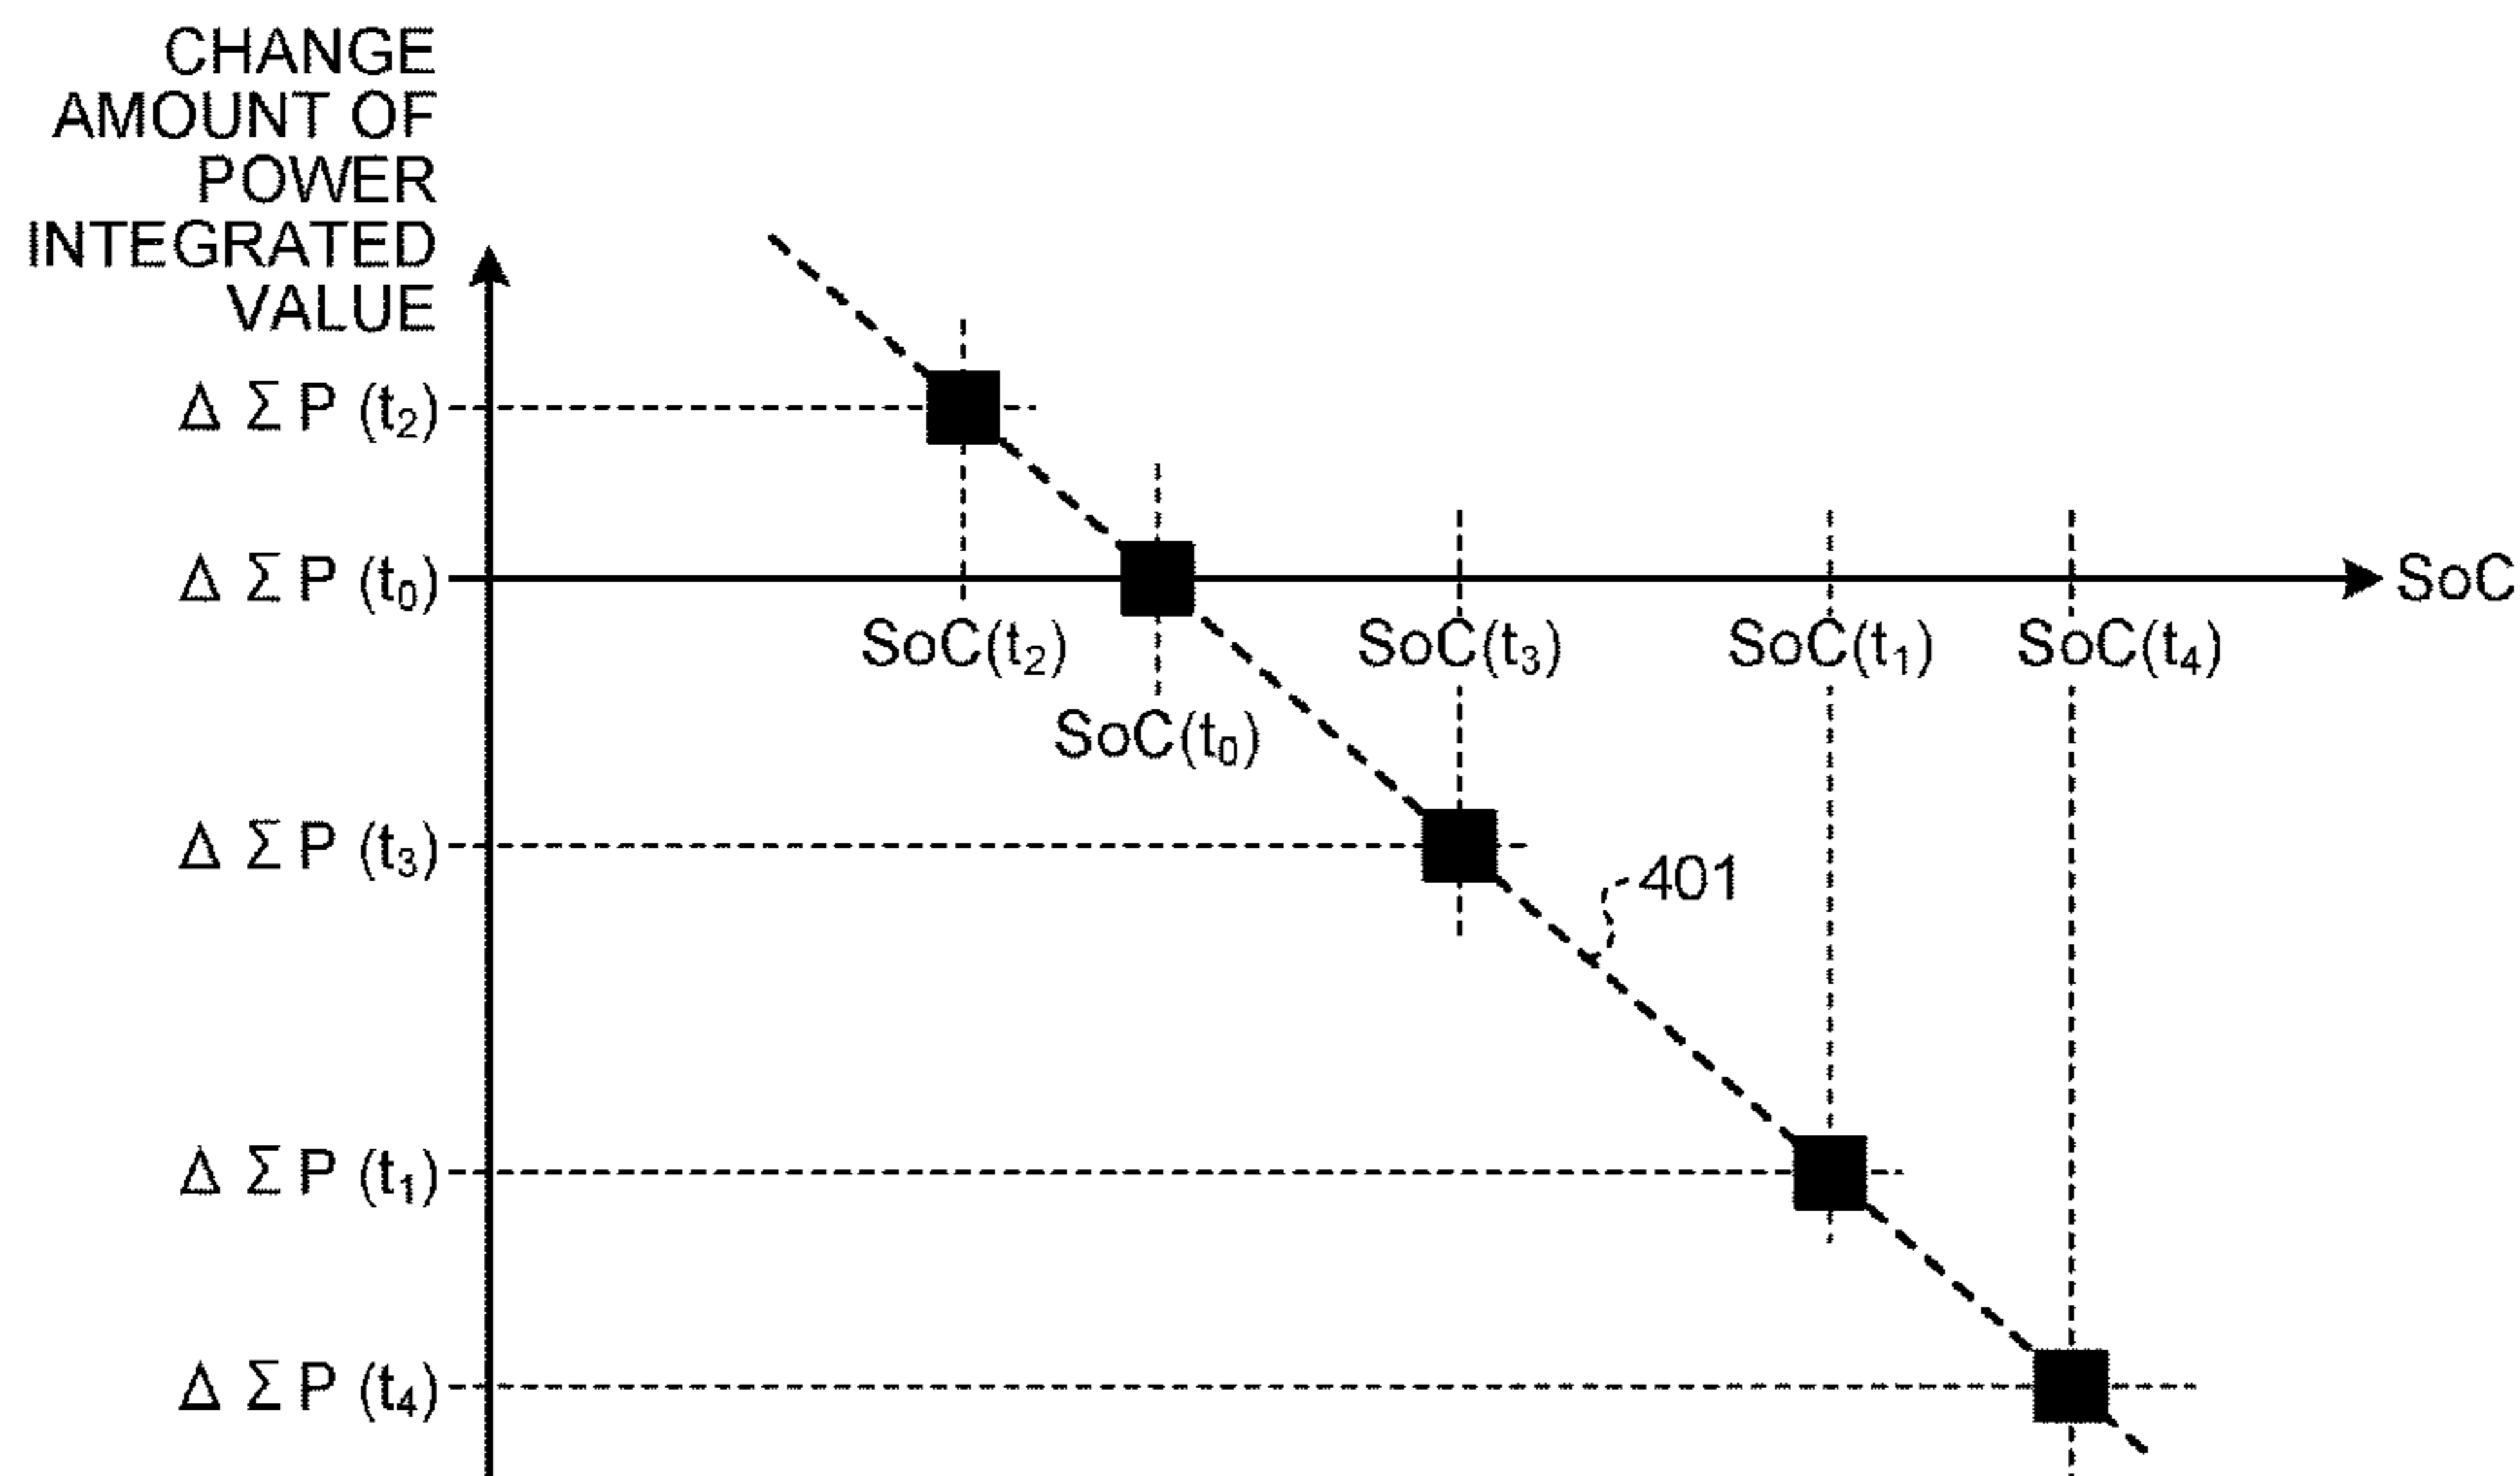 CHANGE
AMOUNT OF
POWER
INTEGRATED
VALUE
Δ Σ P (t₂)
Δ Σ P (t₀)
SoC
SoC(t₂)
SoC(t₃)
SoC(t₁)
SoC(t₄)
SoC(t₀)
Δ Σ P (t₃)
401
Δ Σ P (t₁)
Δ Σ P (t₄)